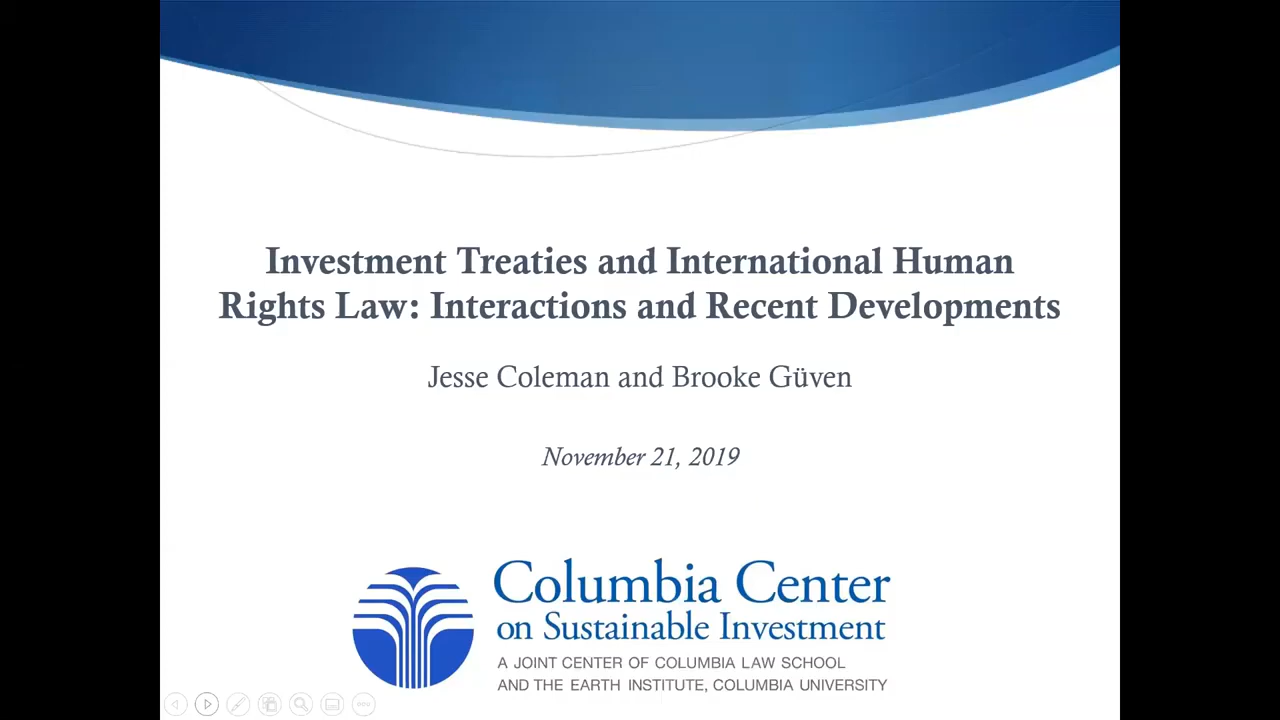 Investment Treaties and International Human
Rights Law: Interactions and Recent Developments
Jesse Coleman and Brooke Güven
November 21, 2019
Columbia Center
on Sustainable Investment
A JOINT CENTER OF COLUMBIA LAW SCHOOL
AND THE EARTH INSTITUTE, COLUMBIA UNIVERSITY